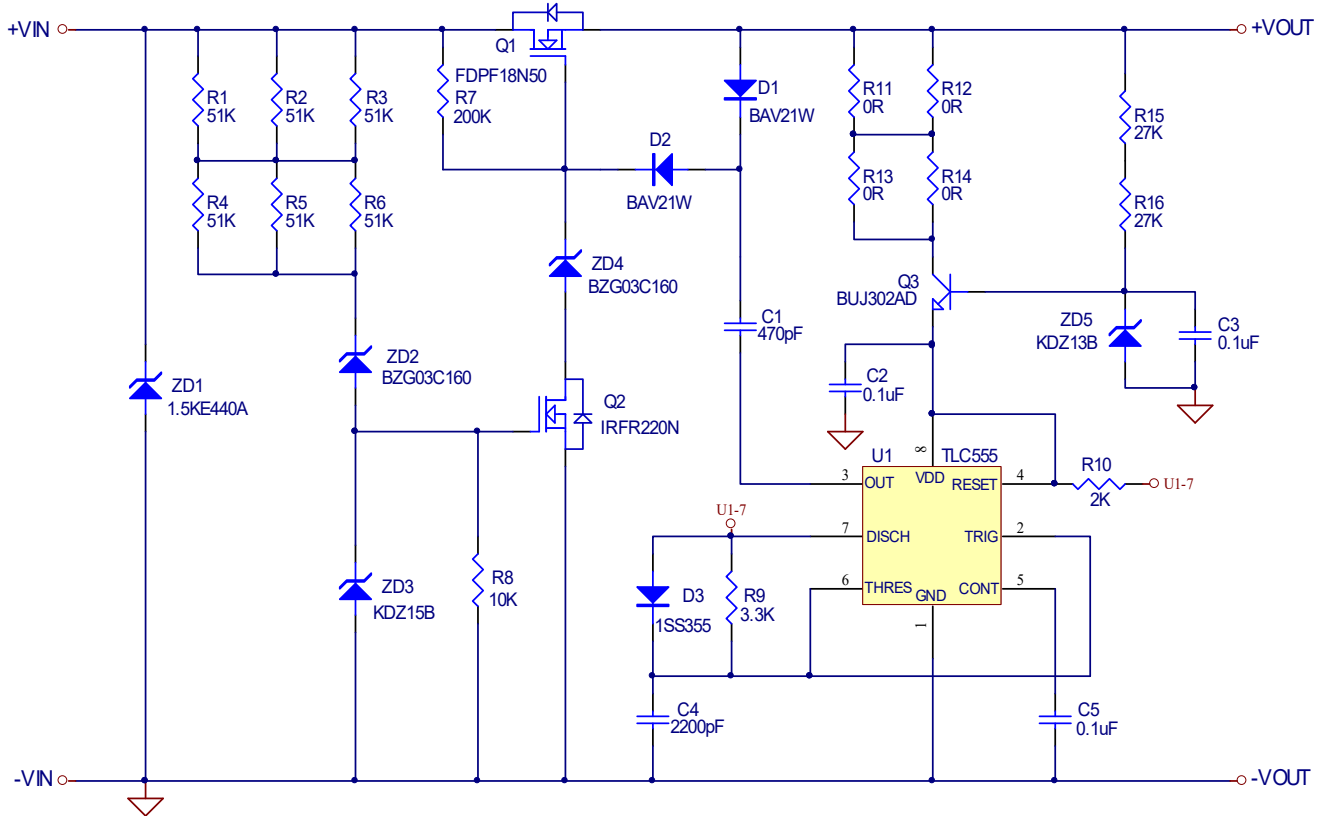 +VIN
+VOUT
Q1
FDPF18N50
R7
200K
R1
51K
R2
51K
R3
51K
R4
51K
R5
51K
R6
51K
D1
BAV21W
D2
BAV21W
R11
0R
R12
0R
R13
0R
R14
0R
R15
27K
R16
27K
ZD4
BZG03C160
Q3
BUJ302AD
C1
470pF
ZD5
KDZ13B
C3
0.1uF
ZD1
1.5KE440A
ZD2
BZG03C160
Q2
IRFR220N
C2
0.1uF
U1
TLC555
8
VDD
3
OUT
RESET
4
R10
2K
U1-7
U1-7
7
DISCH
TRIG
2
6
THRES
GND
CONT
5
1
ZD3
KDZ15B
R8
10K
D3
1SS355
R9
3.3K
C4
2200pF
C5
0.1uF
-VIN
-VOUT